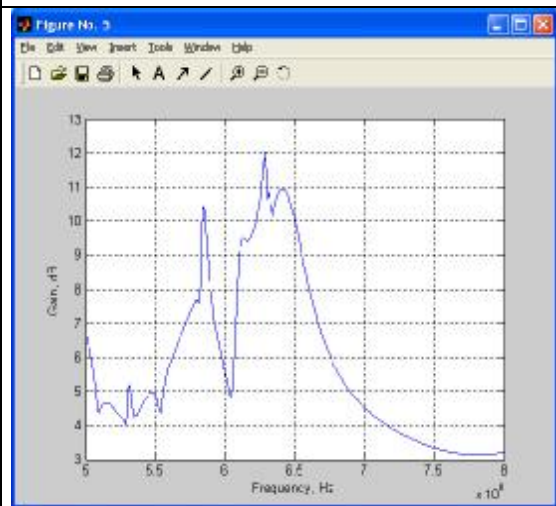 Figure No. 3
File Edit View Insert Tools Window Help
A
13
12
11
10
9
8
7
6
5
4
3
Gain, dB
5 5.5 6 6.5 7 7.5 8
Frequency, Hz
x 10